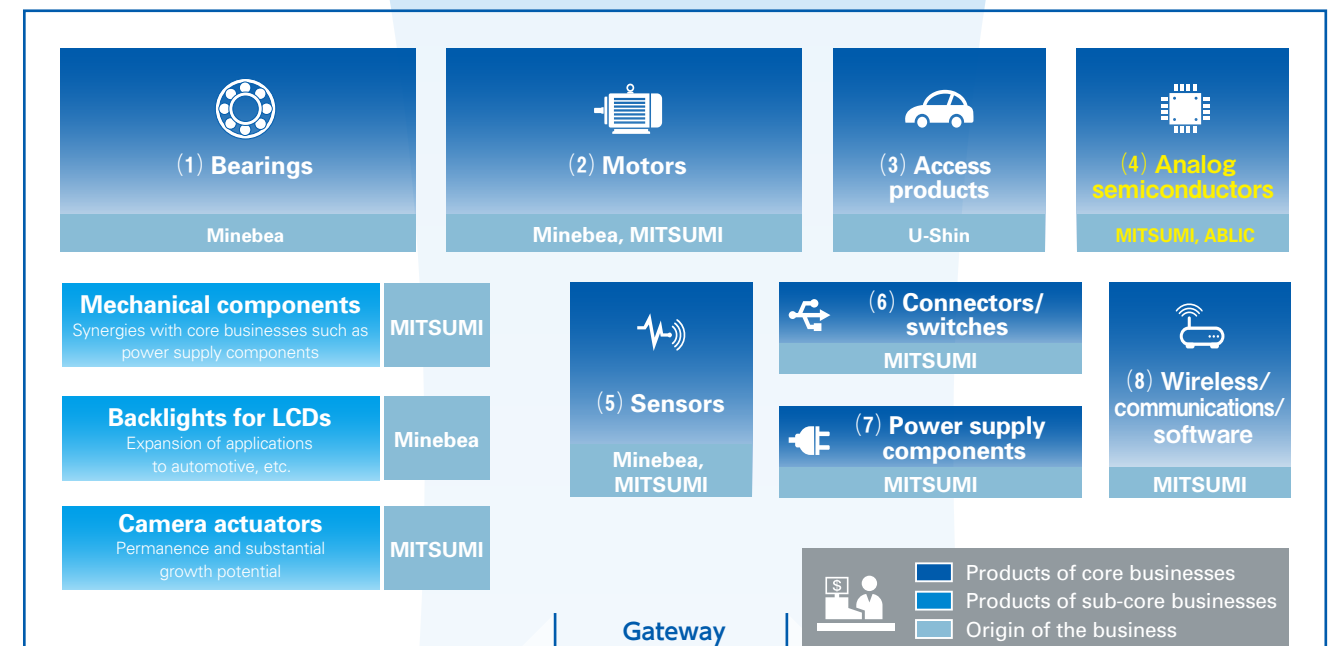 (1) Bearings
Minebea
(2) Motors
Minebea, MITSUMI
(3) Access
products
U-Shin
(4) Analog
semiconductors
MITSUMI, ABLIC
Mechanical components
Synergies with core businesses such as
power supply components
MITSUMI
Backlights for LCDs
Expansion of applications
to automotive, etc.
Minebea
Camera actuators
Permanence and substantial
growth potential
MITSUMI
(5) Sensors
Minebea,
MITSUMI
(6) Connectors/
switches
MITSUMI
(7) Power supply
components
MITSUMI
(8) Wireless/
communications/
software
MITSUMI
$
Products of core businesses
Products of sub-core businesses
Origin of the business
Gateway